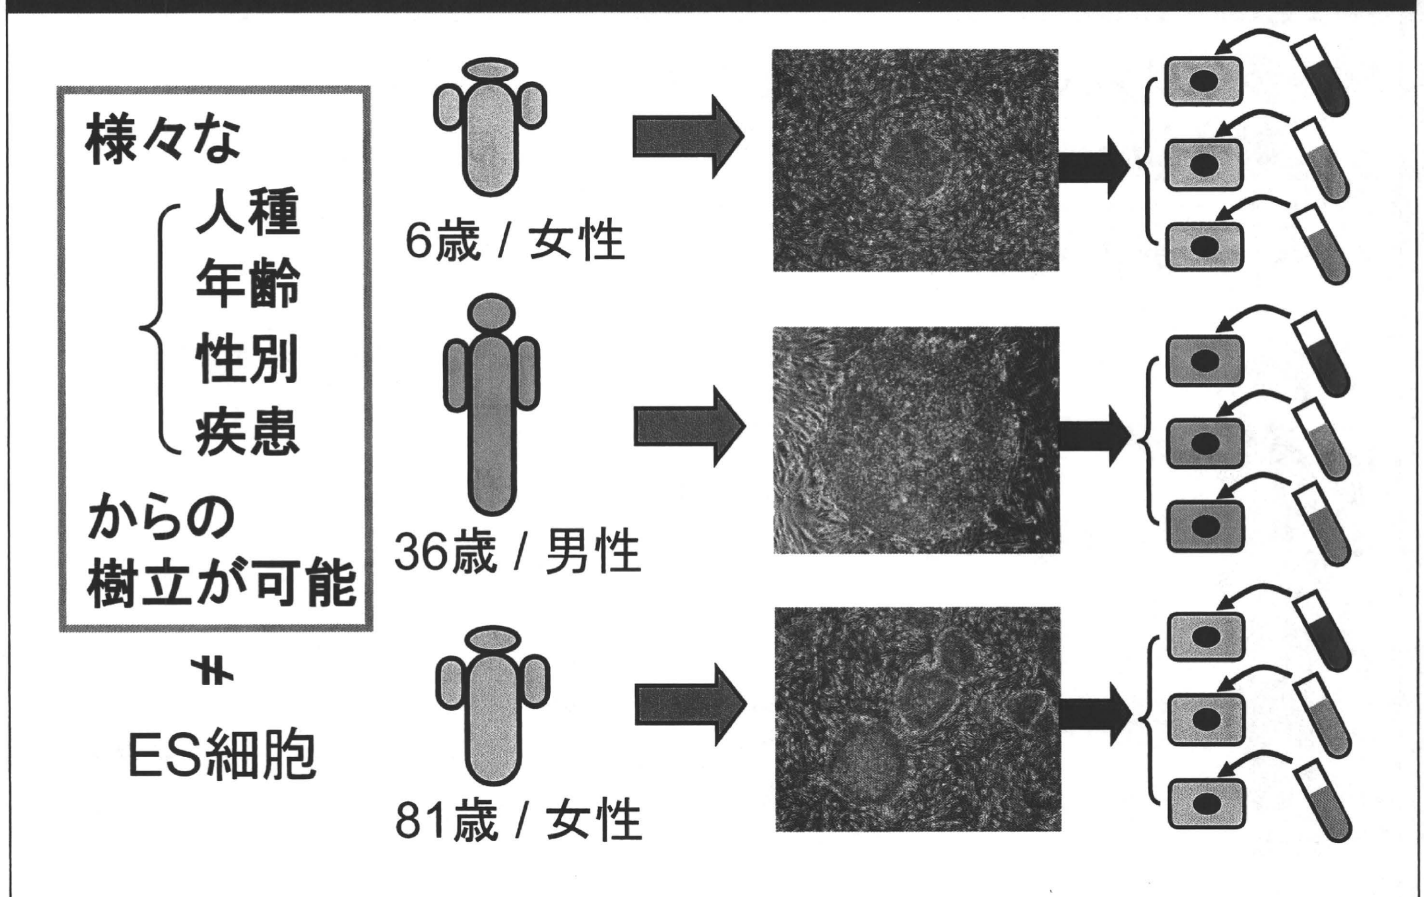 様々な
人種
年齢
性別
疾患
からの
樹立が可能
≠
ES細胞
6歳 / 女性
36歳 / 男性
81歳 / 女性